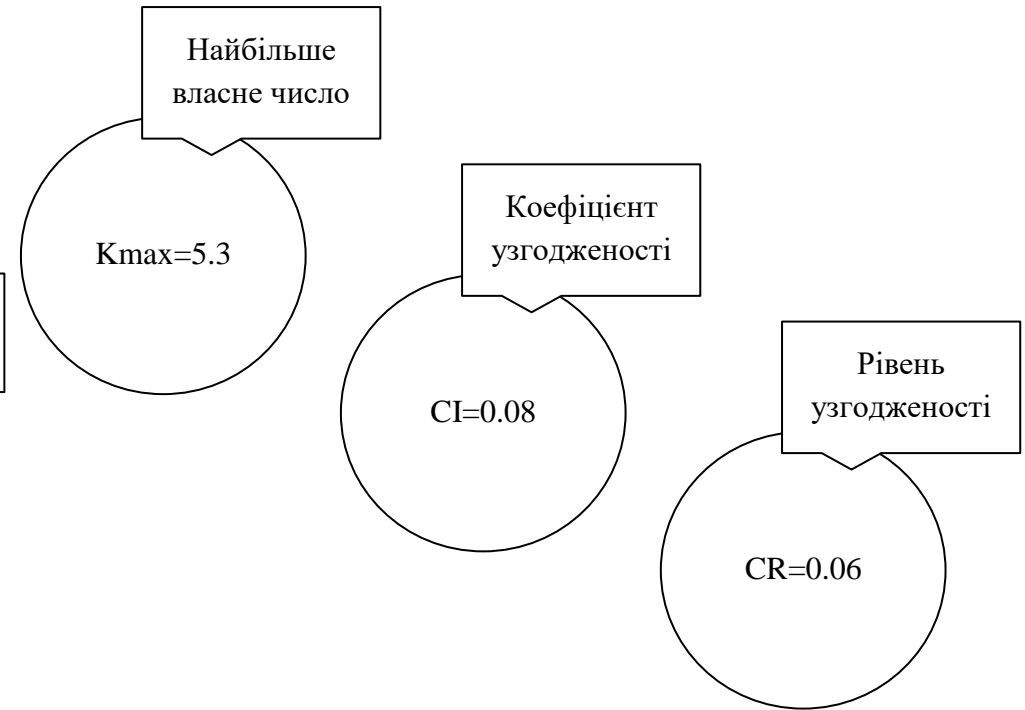 Найбільше
власне число
Kmax=5.3
Коефіцієнт
узгодженості
CI=0.08
Рівень
узгодженості
CR=0.06